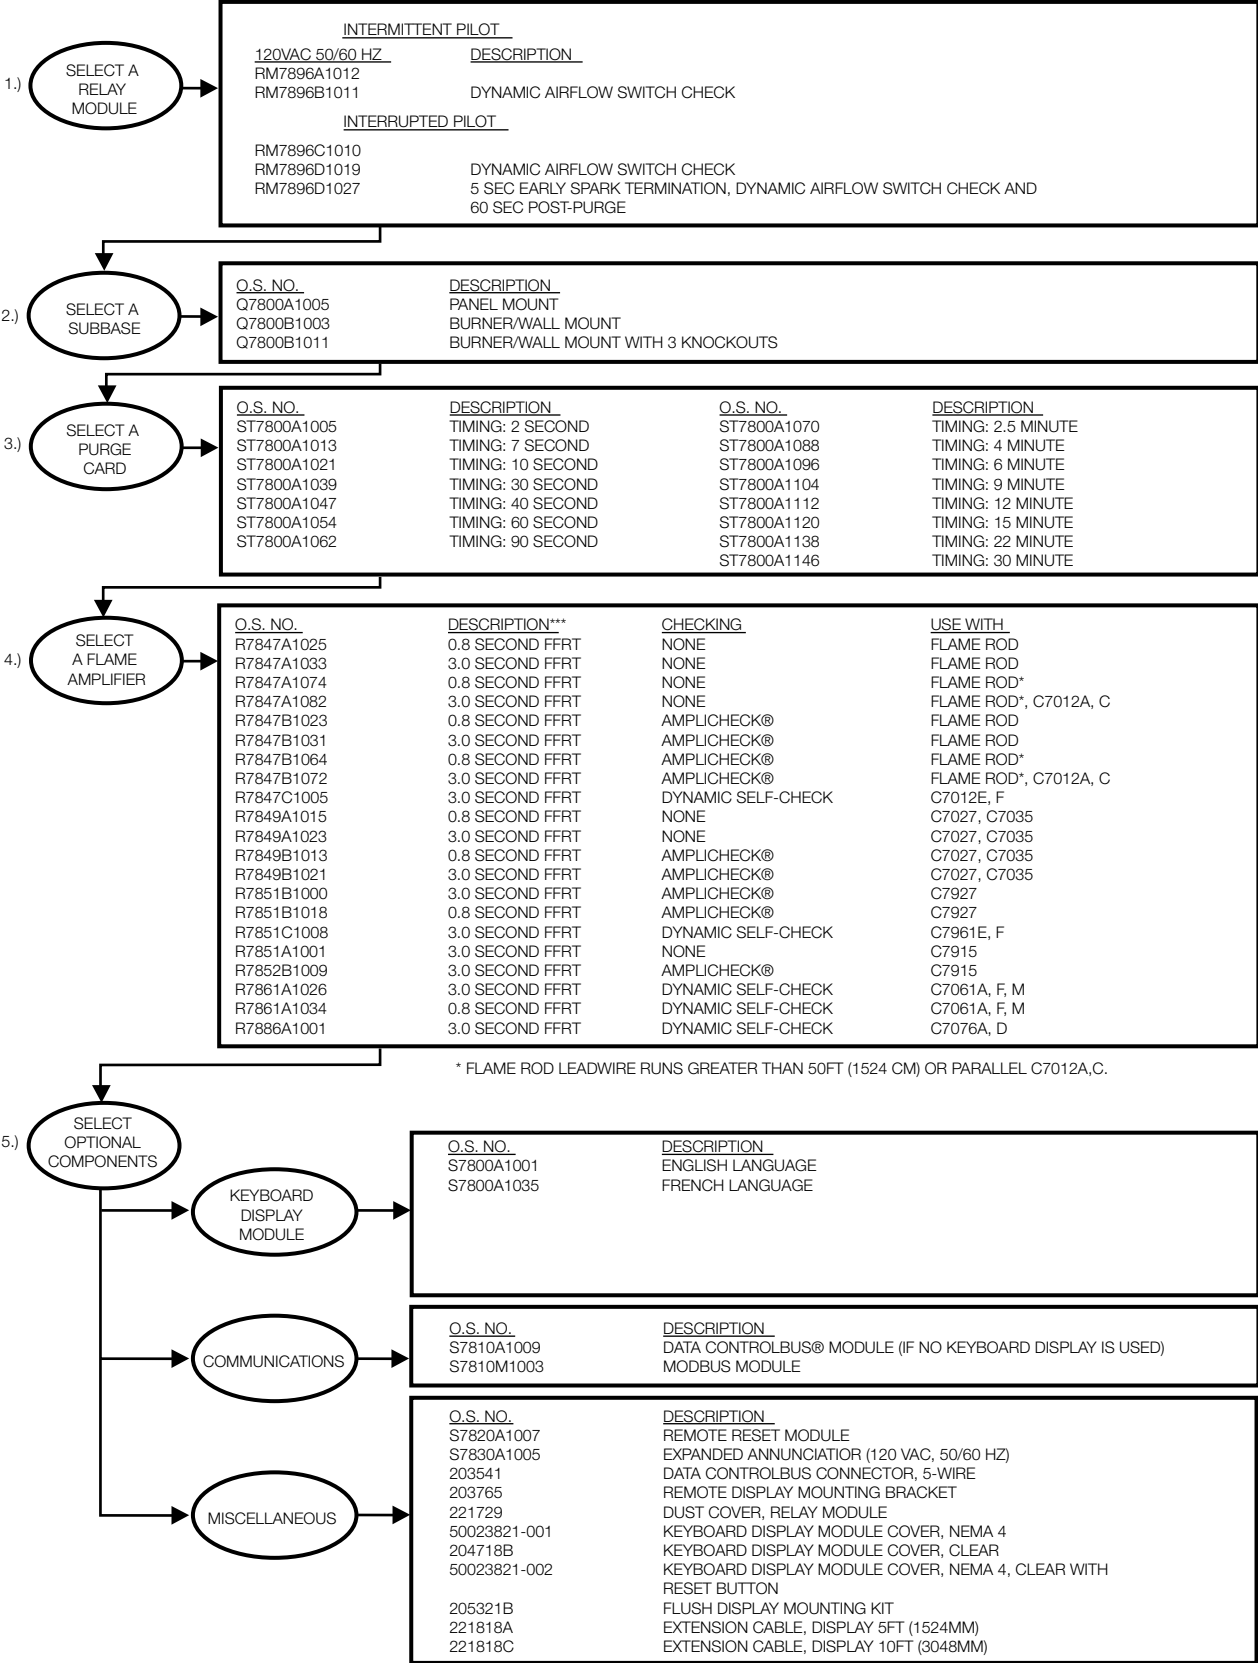 1.)
SELECT A
RELAY
MODULE
INTERMITTENT PILOT
120VAC 50/60 HZ DESCRIPTION
RM7896A1012
RM7896B1011 DYNAMIC AIRFLOW SWITCH CHECK
INTERRUPTED PILOT
RM7896C1010
RM7896D1019 DYNAMIC AIRFLOW SWITCH CHECK
RM7896D1027 5 SEC EARLY SPARK TERMINATION, DYNAMIC AIRFLOW SWITCH CHECK AND
60 SEC POST-PURGE
2.)
SELECT A
SUBBASE
O.S. NO. DESCRIPTION
Q7800A1005 PANEL MOUNT
Q7800B1003 BURNER/WALL MOUNT
Q7800B1011 BURNER/WALL MOUNT WITH 3 KNOCKOUTS
3.)
SELECT A
PURGE
CARD
O.S. NO. DESCRIPTION O.S. NO. DESCRIPTION
ST7800A1005 TIMING: 2 SECOND ST7800A1070 TIMING: 2.5 MINUTE
ST7800A1013 TIMING: 7 SECOND ST7800A1088 TIMING: 4 MINUTE
ST7800A1021 TIMING: 10 SECOND ST7800A1096 TIMING: 6 MINUTE
ST7800A1039 TIMING: 30 SECOND ST7800A1104 TIMING: 9 MINUTE
ST7800A1047 TIMING: 40 SECOND ST7800A1112 TIMING: 12 MINUTE
ST7800A1054 TIMING: 60 SECOND ST7800A1120 TIMING: 15 MINUTE
ST7800A1062 TIMING: 90 SECOND ST7800A1138 TIMING: 22 MINUTE
ST7800A1146 TIMING: 30 MINUTE
4.)
SELECT
A FLAME
AMPLIFIER
O.S. NO. DESCRIPTION*** CHECKING USE WITH
R7847A1025 0.8 SECOND FFRT NONE FLAME ROD
R7847A1033 3.0 SECOND FFRT NONE FLAME ROD
R7847A1074 0.8 SECOND FFRT NONE FLAME ROD*
R7847A1082 3.0 SECOND FFRT NONE FLAME ROD*, C7012A, C
R7847B1023 0.8 SECOND FFRT AMPLICHECK® FLAME ROD
R7847B1031 3.0 SECOND FFRT AMPLICHECK® FLAME ROD
R7847B1064 0.8 SECOND FFRT AMPLICHECK® FLAME ROD*
R7847B1072 3.0 SECOND FFRT AMPLICHECK® FLAME ROD*, C7012A, C
R7847C1005 3.0 SECOND FFRT DYNAMIC SELF-CHECK C7012E, F
R7849A1015 0.8 SECOND FFRT NONE C7027, C7035
R7849A1023 3.0 SECOND FFRT NONE C7027, C7035
R7849B1013 0.8 SECOND FFRT AMPLICHECK® C7027, C7035
R7849B1021 3.0 SECOND FFRT AMPLICHECK® C7027, C7035
R7851B1000 3.0 SECOND FFRT AMPLICHECK® C7927
R7851B1018 0.8 SECOND FFRT AMPLICHECK® C7927
R7851C1008 3.0 SECOND FFRT DYNAMIC SELF-CHECK C7961E, F
R7851A1001 3.0 SECOND FFRT NONE C7915
R7852B1009 3.0 SECOND FFRT AMPLICHECK® C7915
R7861A1026 3.0 SECOND FFRT DYNAMIC SELF-CHECK C7061A, F, M
R7861A1034 0.8 SECOND FFRT DYNAMIC SELF-CHECK C7061A, F, M
R7886A1001 3.0 SECOND FFRT DYNAMIC SELF-CHECK C7076A, D
* FLAME ROD LEADWIRE RUNS GREATER THAN 50FT (1524 CM) OR PARALLEL C7012A,C.
5.)
SELECT
OPTIONAL
COMPONENTS
KEYBOARD
DISPLAY
MODULE
O.S. NO. DESCRIPTION
S7800A1001 ENGLISH LANGUAGE
S7800A1035 FRENCH LANGUAGE
COMMUNICATIONS
O.S. NO. DESCRIPTION
S7810A1009 DATA CONTROLBUS® MODULE (IF NO KEYBOARD DISPLAY IS USED)
S7810M1003 MODBUS MODULE
MISCELLANEOUS
O.S. NO. DESCRIPTION
S7820A1007 REMOTE RESET MODULE
S7830A1005 EXPANDED ANNUNCIATIOR (120 VAC, 50/60 HZ)
203541 DATA CONTROLBUS CONNECTOR, 5-WIRE
203765 REMOTE DISPLAY MOUNTING BRACKET
221729 DUST COVER, RELAY MODULE
50023821-001 KEYBOARD DISPLAY MODULE COVER, NEMA 4
204718B KEYBOARD DISPLAY MODULE COVER, CLEAR
50023821-002 KEYBOARD DISPLAY MODULE COVER, NEMA 4, CLEAR WITH
RESET BUTTON
205321B FLUSH DISPLAY MOUNTING KIT
221818A EXTENSION CABLE, DISPLAY 5FT (1524MM)
221818C EXTENSION CABLE, DISPLAY 10FT (3048MM)